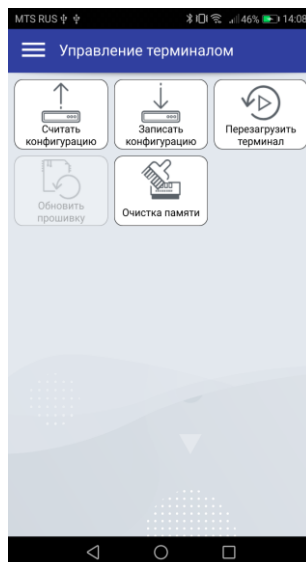 MTS RUS 46% 14:08
Управление терминалом
Считать
конфигурацию
Записать
конфигурацию
Перезагрузить
терминал
Обновить
прошивку
Очистка памяти